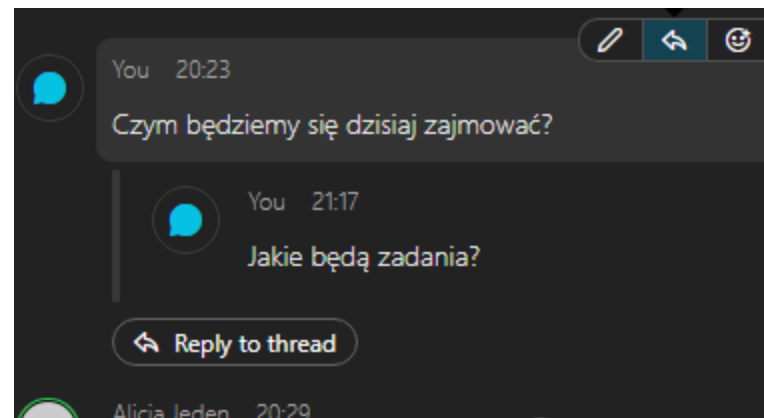 You 20:23
Czym będziemy się dzisiaj zajmować?
You 21:17
Jakie będą zadania?
Reply to thread
Alicja Jeden 20:29